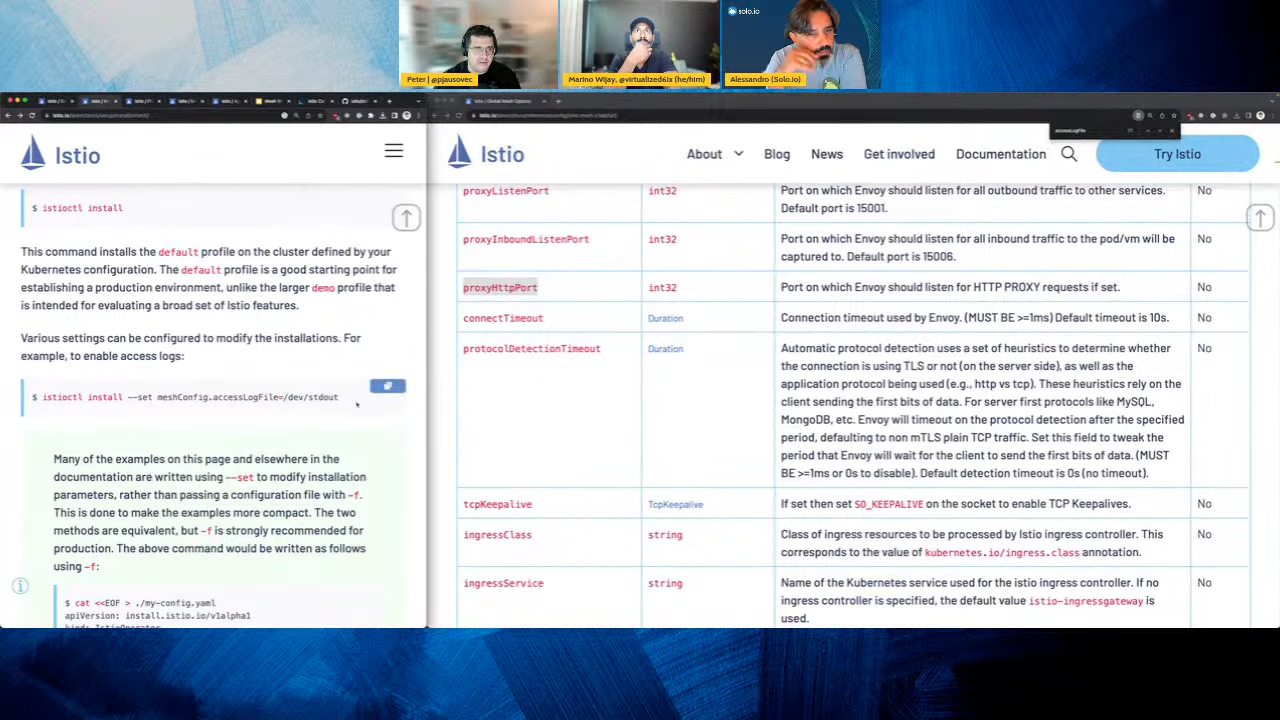 solo.io
Peter | @pjausovec
Marino Wijay, @virtualized6ix (he/him)
Alessandro (Solo.io)
Istio
$ istioctl install
This command installs the default profile on the cluster defined by your
Kubernetes configuration. The default profile is a good starting point for
establishing a production environment, unlike the larger demo profile that
is intended for evaluating a broad set of Istio features.
Various settings can be configured to modify the installations. For
example, to enable access logs:
$ istioctl install --set meshConfig.accessLogFile=/dev/stdout
Many of the examples on this page and elsewhere in the
documentation are written using --set to modify installation
parameters, rather than passing a configuration file with -f.
This is done to make the examples more compact. The two
methods are equivalent, but -f is strongly recommended for
production. The above command would be written as follows
using -f:
$ cat <<EOF > ./my-config.yaml
apiVersion: install.istio.io/v1alpha1
kind: IstioOperator
Istio / Global Mesh Options
accessLogFile
Istio
About
Blog
News
Get involved
Documentation
Try Istio
proxyListenPort int32 Port on which Envoy should listen for all outbound traffic to other services. No
Default port is 15001.
proxyInboundListenPort int32 Port on which Envoy should listen for all inbound traffic to the pod/vm will be No
captured to. Default port is 15006.
proxyHttpPort int32 Port on which Envoy should listen for HTTP PROXY requests if set. No
connectTimeout Duration Connection timeout used by Envoy. (MUST BE >=1ms) Default timeout is 10s. No
protocolDetectionTimeout Duration Automatic protocol detection uses a set of heuristics to determine whether No
the connection is using TLS or not (on the server side), as well as the
application protocol being used (e.g., http vs tcp). These heuristics rely on the
client sending the first bits of data. For server first protocols like MySQL,
MongoDB, etc. Envoy will timeout on the protocol detection after the specified
period, defaulting to non mTLS plain TCP traffic. Set this field to tweak the
period that Envoy will wait for the client to send the first bits of data. (MUST
BE >=1ms or 0s to disable). Default detection timeout is 0s (no timeout).
tcpKeepalive TcpKeepalive If set then set SO_KEEPALIVE on the socket to enable TCP Keepalives. No
ingressClass string Class of ingress resources to be processed by Istio ingress controller. This No
corresponds to the value of kubernetes.io/ingress.class annotation.
ingressService string Name of the Kubernetes service used for the istio ingress controller. If no No
ingress controller is specified, the default value istio-ingressgateway is
used.